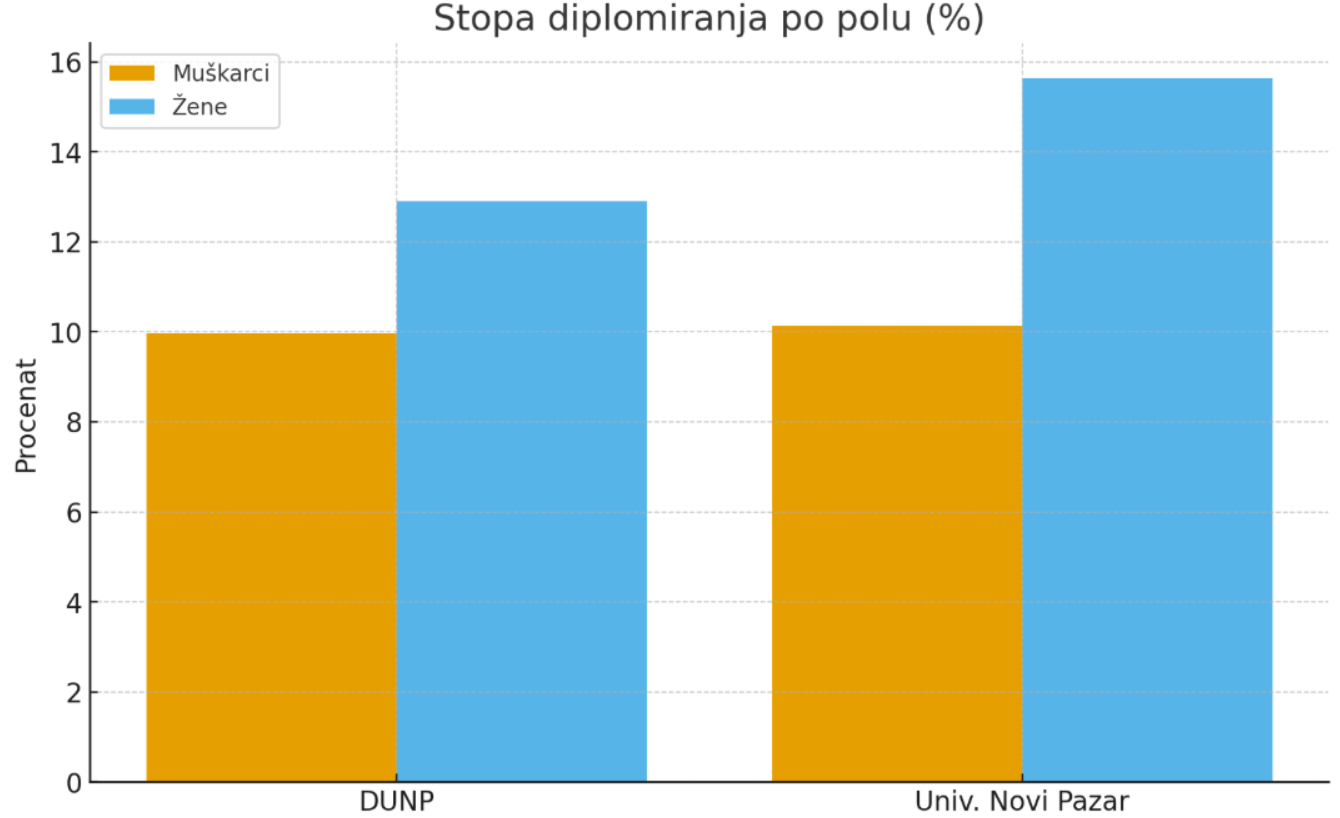 Stopa diplomiranja po polu (%)
Muškarci
Žene
Procenat
16
14
12
10
8
6
4
2
0
DUNP
Univ. Novi Pazar